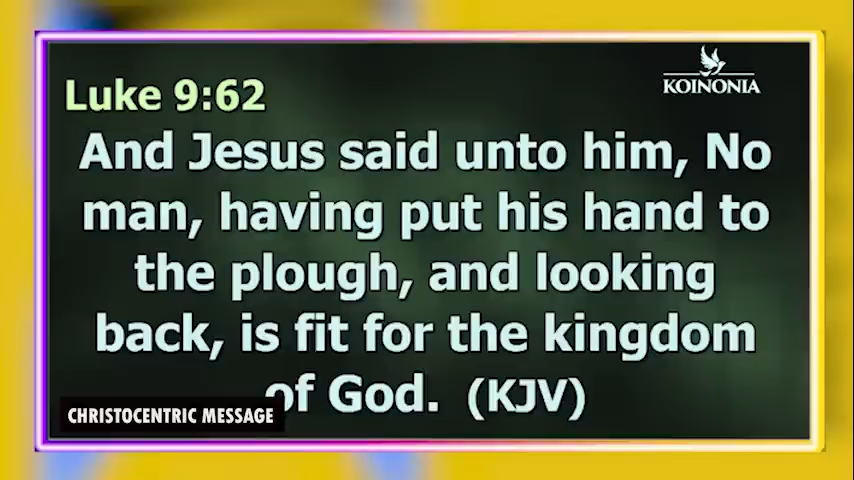 KOINONIA
Luke 9:62
And Jesus said unto him, No
man, having put his hand to
the plough, and looking
back, is fit for the kingdom
of God. (KJV)
CHRISTOCENTRIC MESSAGE